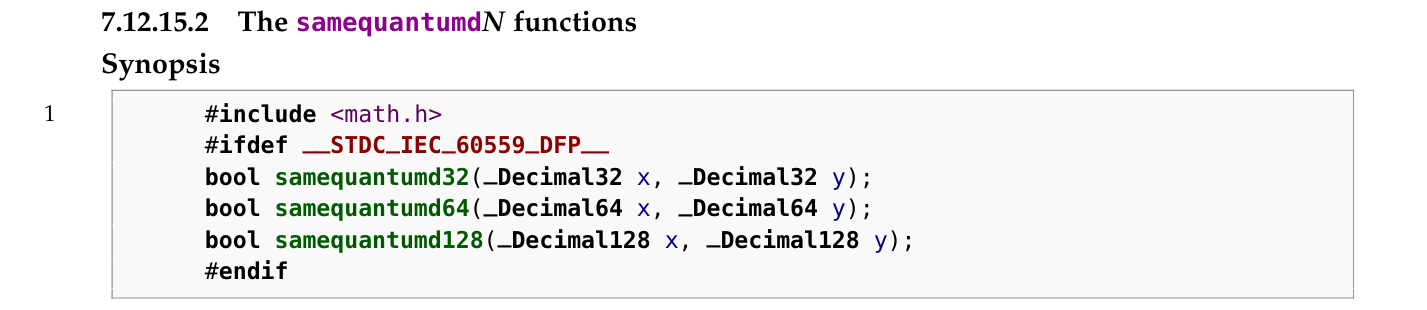 7.12.15.2 The samequantumdN functions
Synopsis
1 #include <math.h>
#ifdef __STDC_IEC_60559_DFP__
bool samequantumd32(_Decimal32 x, _Decimal32 y);
bool samequantumd64(_Decimal64 x, _Decimal64 y);
bool samequantumd128(_Decimal128 x, _Decimal128 y);
#endif